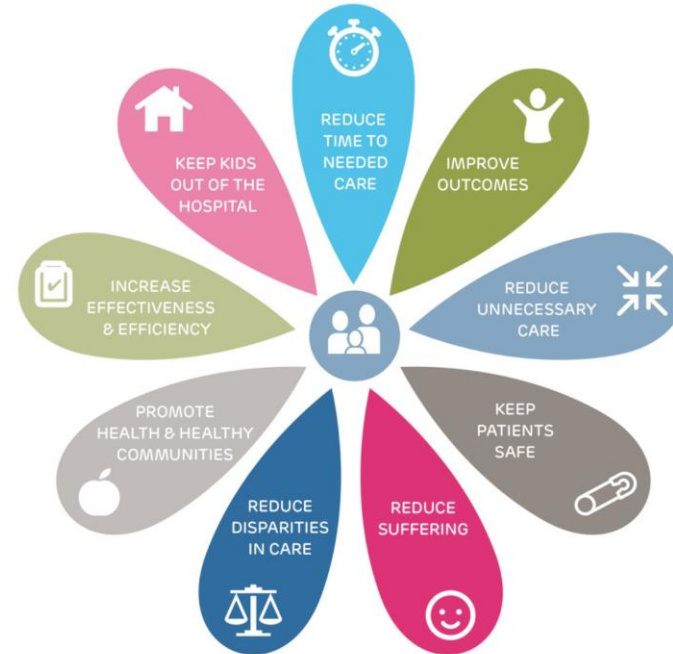 REDUCE
TIME TO
NEEDED
CARE
IMPROVE
OUTCOMES
REDUCE
UNNECESSARY
CARE
KEEP
PATIENTS
SAFE
REDUCE
SUFFERING
REDUCE
DISPARITIES
IN CARE
PROMOTE
HEALTH & HEALTHY
COMMUNITIES
INCREASE
EFFECTIVENESS
& EFFICIENCY
KEEP KIDS
OUT OF THE
HOSPITAL